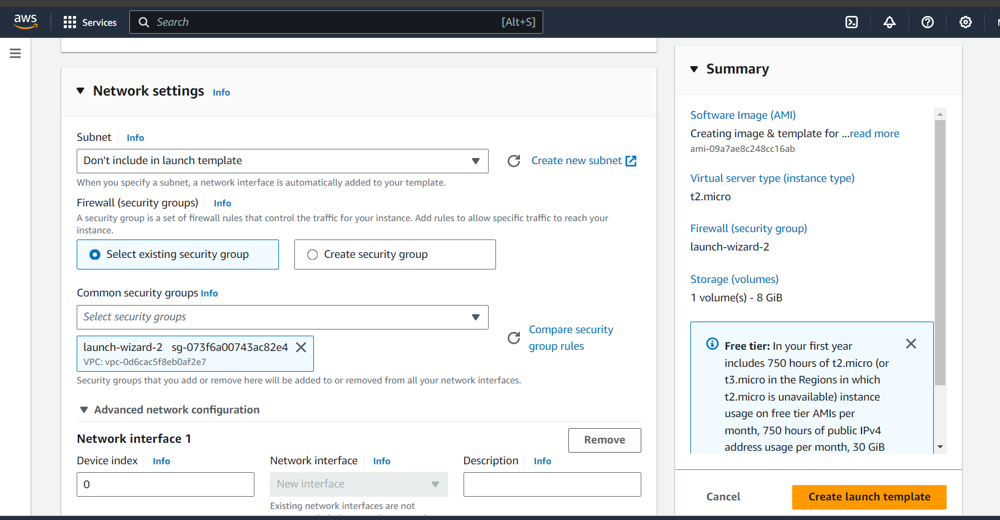 aws
Services
Search
[Alt+S]
Network settings Info
Subnet Info
Don't include in launch template
Create new subnet
When you specify a subnet, a network interface is automatically added to your template.
Firewall (security groups) Info
A security group is a set of firewall rules that control the traffic for your instance. Add rules to allow specific traffic to reach your
instance.
Select existing security group
Create security group
Common security groups Info
Select security groups
launch-wizard-2 sg-073f6a00743ac82e4
VPC: vpc-0d6cac5f8eb0af2e7
Compare security
group rules
Security groups that you add or remove here will be added to or removed from all your network interfaces.
Advanced network configuration
Network interface 1
Remove
Device index Info
Network interface Info
Description Info
0
New interface
Existing network interfaces are not
Summary
Software Image (AMI)
Creating image & template for ...read more
ami-09a7ae8c248cc16ab
Virtual server type (instance type)
t2.micro
Firewall (security group)
launch-wizard-2
Storage (volumes)
1 volume(s) - 8 GiB
Free tier: In your first year
includes 750 hours of t2.micro (or
t3.micro in the Regions in which
t2.micro is unavailable) instance
usage on free tier AMIs per
month, 750 hours of public IPv4
address usage per month, 30 GiB
Cancel
Create launch template